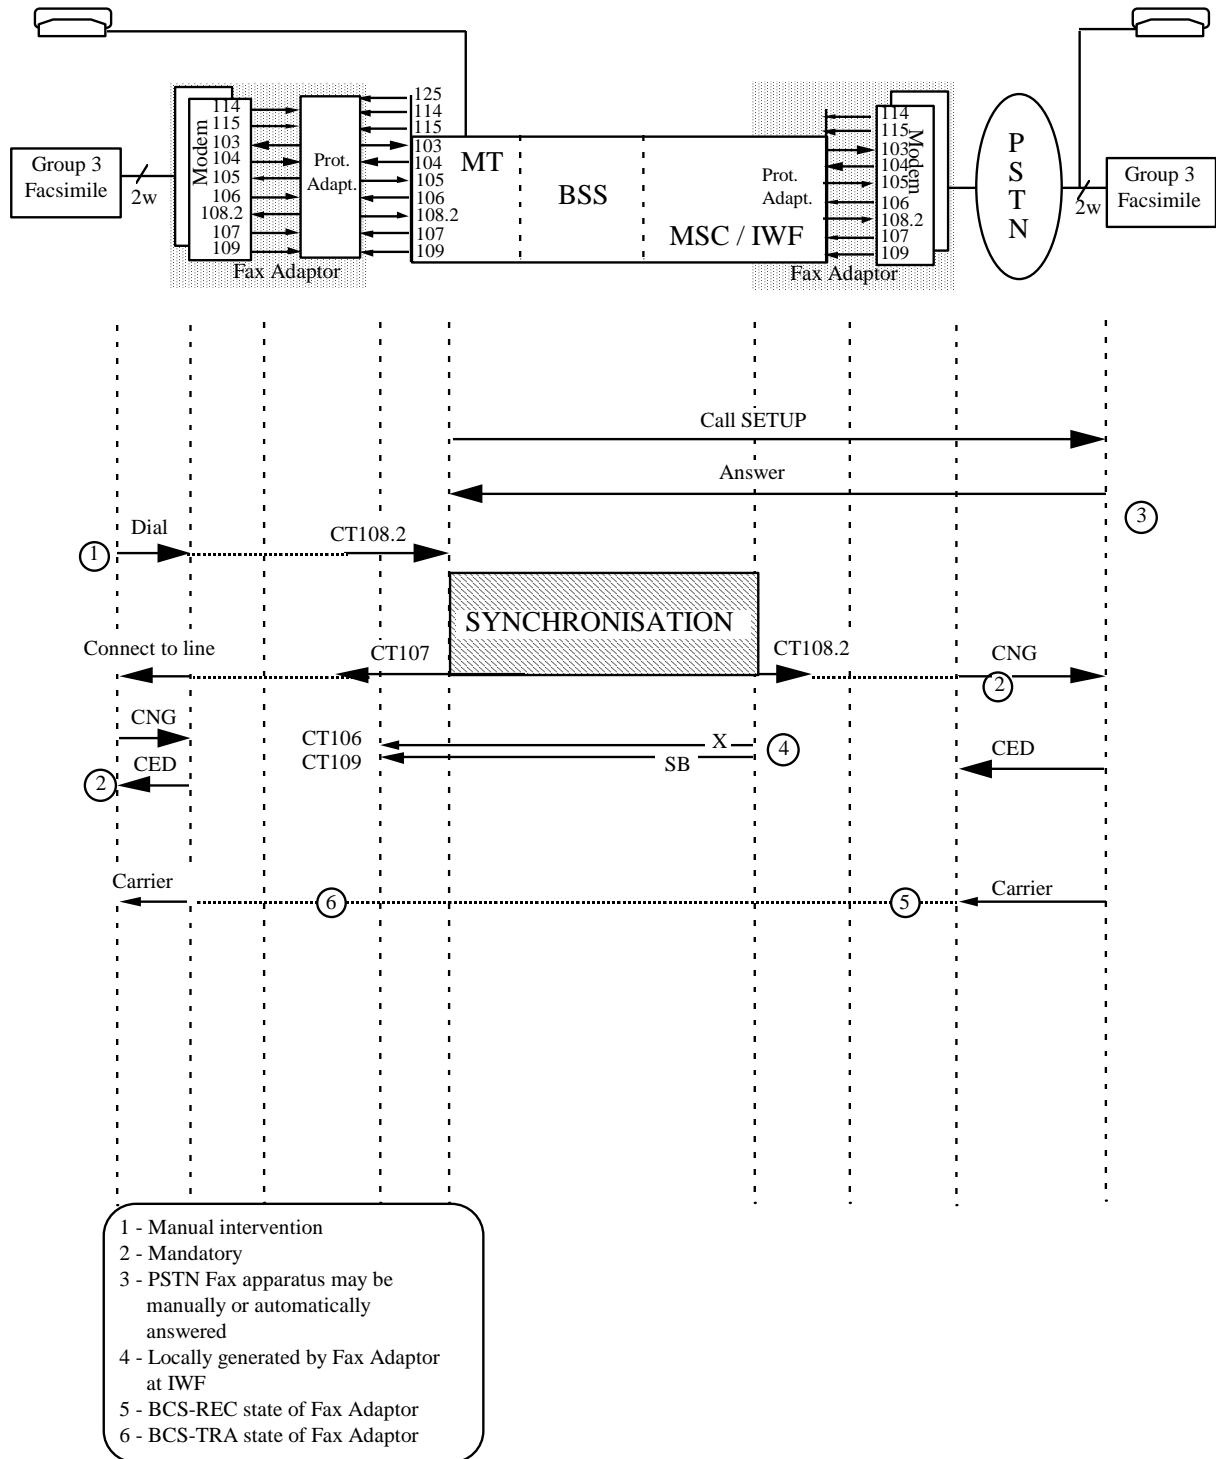 Group 3
Facsimile
2w
Modem
114
115
103
104
105
106
108.2
107
109
Fax Adaptor
Prot.
Adapt.
125
114
115
103
104
105
106
108.2
107
109
MT
BSS
MSC / IWF
Prot.
Adapt.
Fax Adaptor
114
115
103
104
105
106
108.2
107
109
Modem
P
S
T
N
2w
Group 3
Facsimile
Call SETUP
Answer
3
Dial
CT108.2
1
SYNCHRONISATION
Connect to line
CT107
CT108.2
CNG
2
CNG
CT106
X
4
CED
CT109
SB
CED
2
Carrier
6
5
Carrier
1 - Manual intervention
2 - Mandatory
3 - PSTN Fax apparatus may be
manually or automatically
answered
4 - Locally generated by Fax Adaptor
at IWF
5 - BCS-REC state of Fax Adaptor
6 - BCS-TRA state of Fax Adaptor